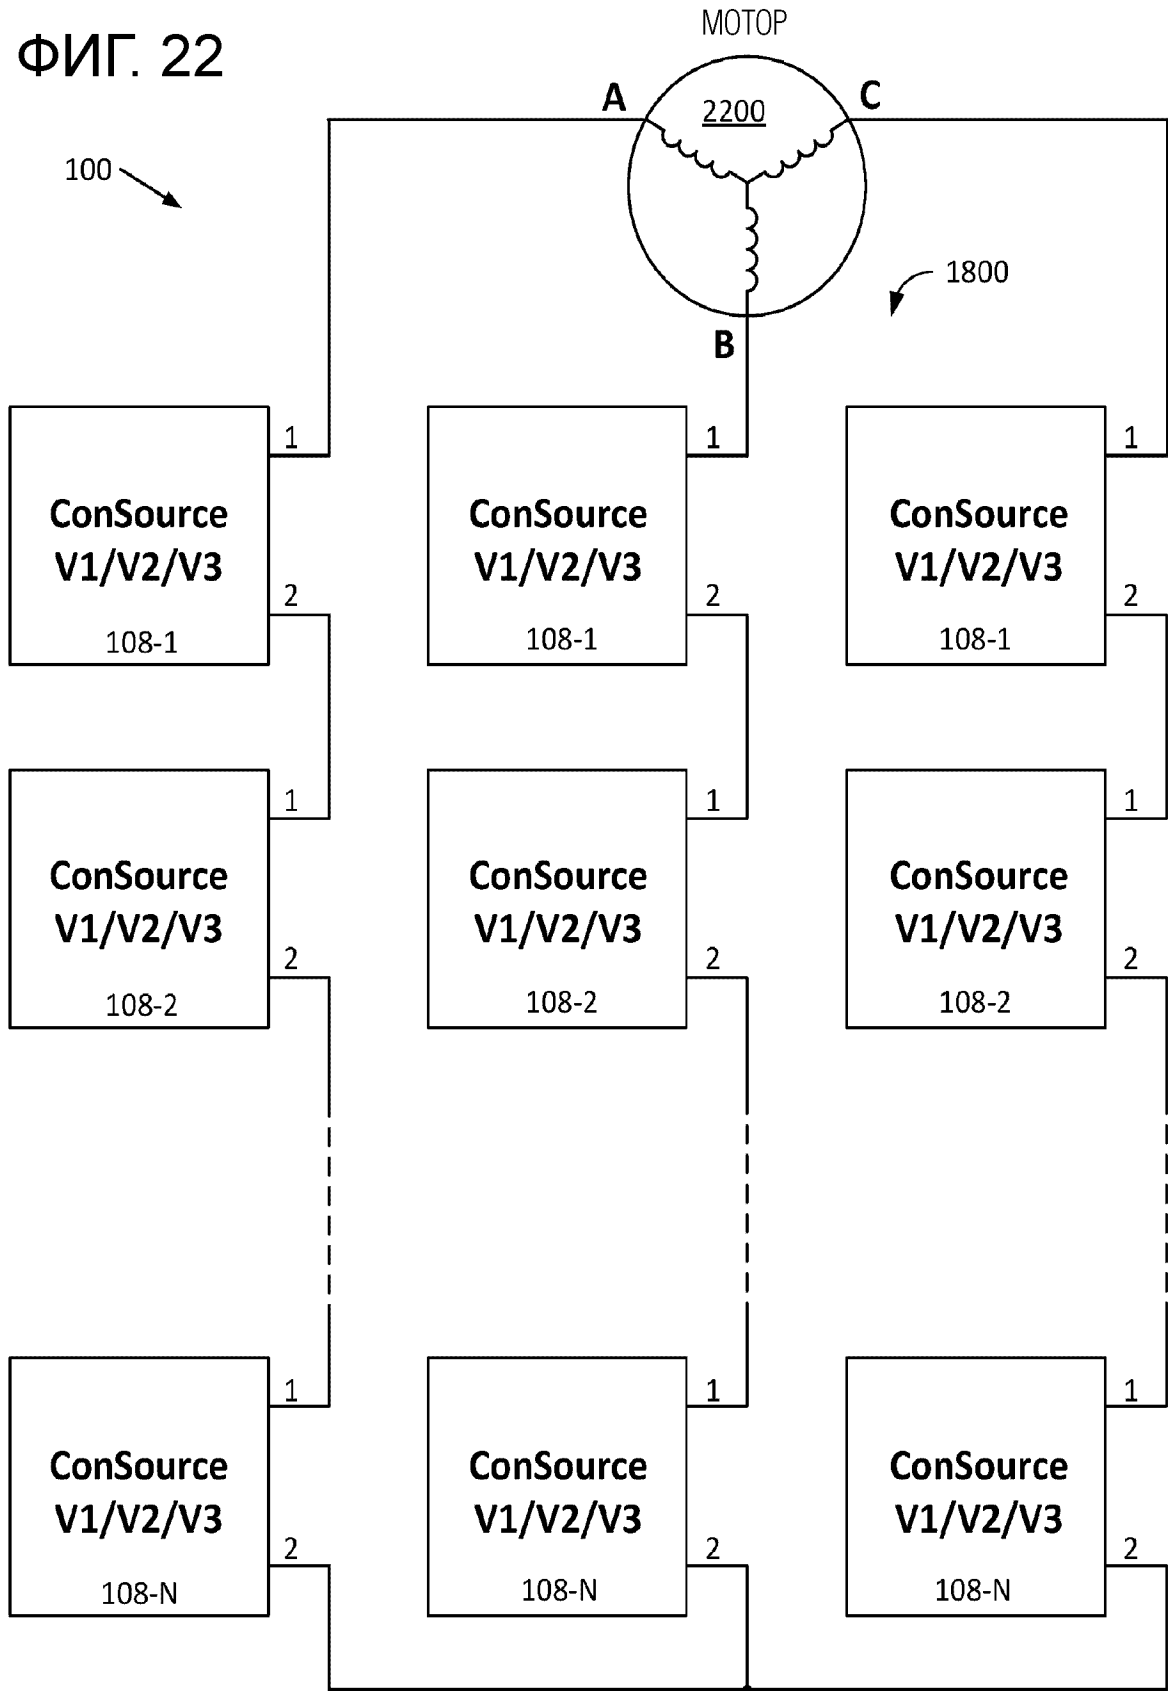 ФИГ. 22
МОТОР
A
2200
C
100
1800
B
1
1
1
ConSource
V1/V2/V3
ConSource
V1/V2/V3
ConSource
V1/V2/V3
2
2
2
108-1
108-1
108-1
1
1
1
ConSource
V1/V2/V3
ConSource
V1/V2/V3
ConSource
V1/V2/V3
2
2
2
108-2
108-2
108-2
1
1
1
ConSource
V1/V2/V3
ConSource
V1/V2/V3
ConSource
V1/V2/V3
2
2
2
108-N
108-N
108-N